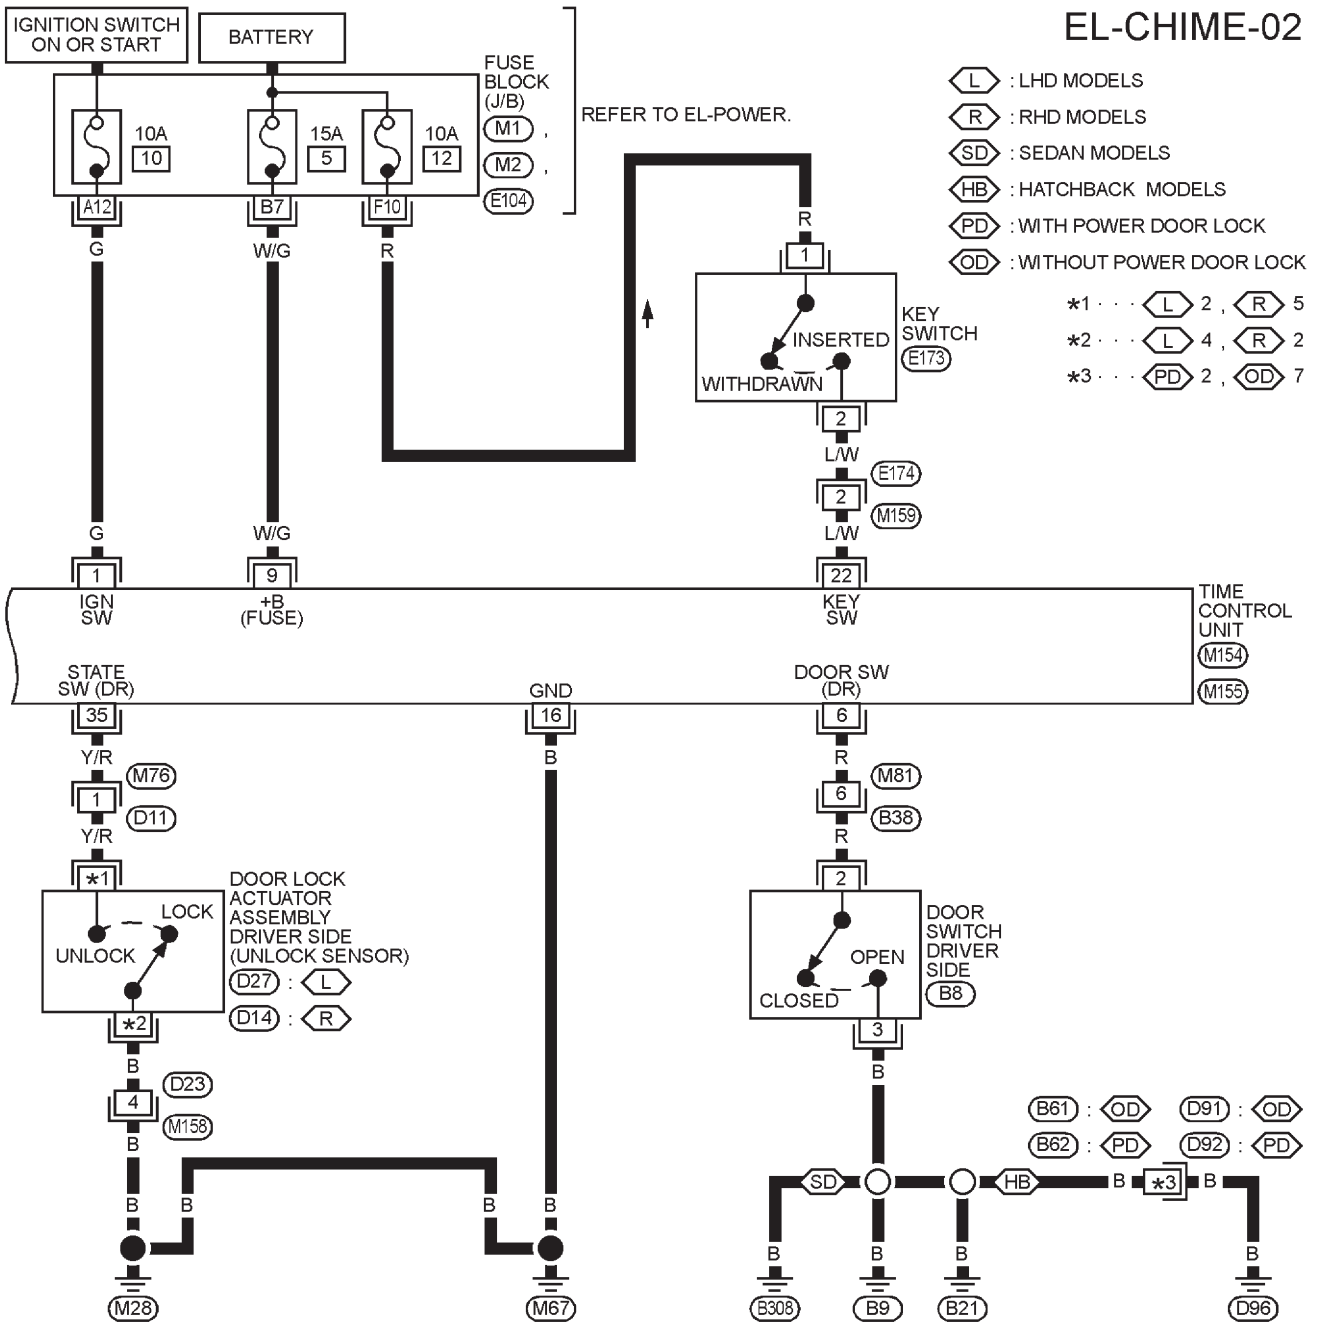 EL-CHIME-02
IGNITION SWITCH
ON OR START
BATTERY
FUSE
BLOCK
(J/B)
M1 ,
M2 ,
E104
REFER TO EL-POWER.
10A
10
15A
5
10A
12
A12
B7
F10
G
W/G
R
L : LHD MODELS
R : RHD MODELS
SD : SEDAN MODELS
HB : HATCHBACK MODELS
PD : WITH POWER DOOR LOCK
OD : WITHOUT POWER DOOR LOCK
*1 · · · L 2 , R 5
*2 · · · L 4 , R 2
*3 · · · PD 2 , OD 7
R
1
INSERTED
WITHDRAWN
KEY
SWITCH
E173
2
L/W
E174
2
M159
L/W
G
W/G
1
9
22
IGN
SW
+B
(FUSE)
KEY
SW
TIME
CONTROL
UNIT
M154
M155
STATE
SW (DR)
GND
DOOR SW
(DR)
35
16
6
Y/R
B
R
M76
1
D11
Y/R
M81
6
B38
R
*1
LOCK
UNLOCK
*2
DOOR LOCK
ACTUATOR
ASSEMBLY
DRIVER SIDE
(UNLOCK SENSOR)
D27 : L
D14 : R
2
OPEN
CLOSED
3
DOOR
SWITCH
DRIVER
SIDE
B8
B
D23
4
M158
B
B
B61 : OD
D91 : OD
B62 : PD
D92 : PD
SD
HB
B
*3
B
B
B
B
B
B
B
B
B
M28
M67
B308
B9
B21
D96